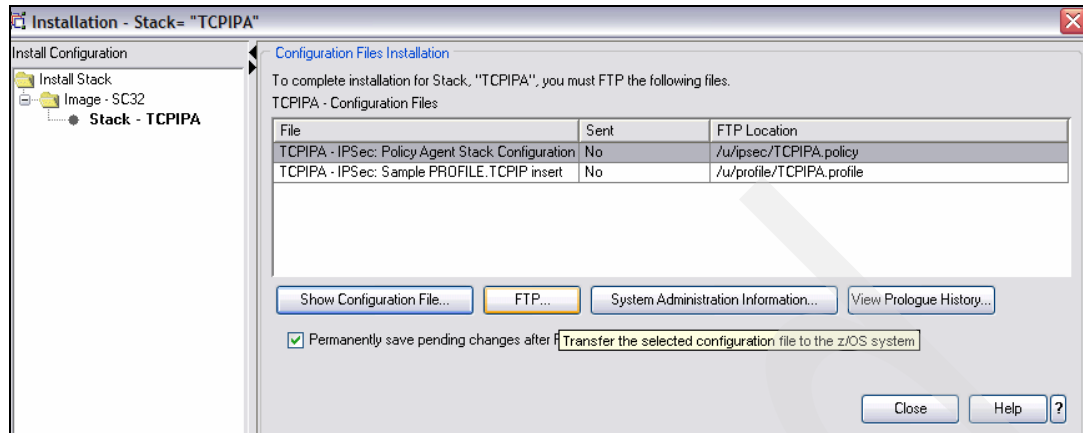 Installation - Stack= "TCPIPA"
Install Configuration
Install Stack
Image - SC32
Stack - TCPIPA
Configuration Files Installation
To complete installation for Stack, "TCPIPA", you must FTP the following files.
TCPIPA - Configuration Files
File Sent FTP Location
TCPIPA - IPSec: Policy Agent Stack Configuration No /u/ipsec/TCPIPA.policy
TCPIPA - IPSec: Sample PROFILE.TCPIP insert No /u/profile/TCPIPA.profile
Show Configuration File... FTP... System Administration Information... View Prologue History...
Permanently save pending changes after Transfer the selected configuration file to the z/OS system
Close Help ?